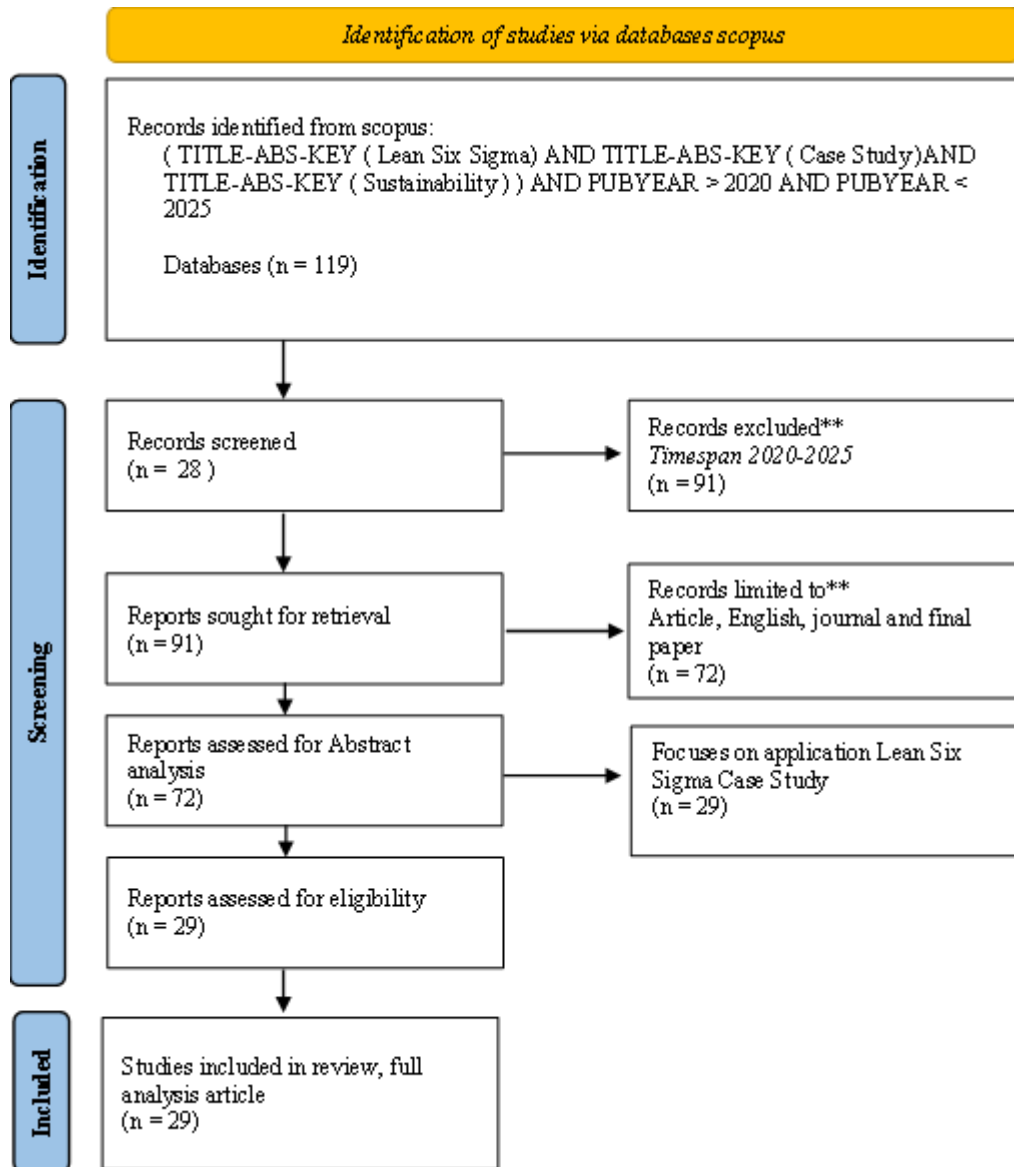 Identification of studies via databases scopus
Identification
Records identified from scopus:
( TITLE-ABS-KEY ( Lean Six Sigma) AND TITLE-ABS-KEY ( Case Study)AND
TITLE-ABS-KEY ( Sustainability ) ) AND PUBYEAR > 2020 AND PUBYEAR <
2025
Databases (n = 119)
Screening
Records screened
(n = 28 )
Records excluded**
Timespan 2020-2025
(n = 91)
Reports sought for retrieval
(n = 91)
Records limited to**
Article, English, journal and final
paper
(n = 72)
Reports assessed for Abstract
analysis
(n = 72)
Focuses on application Lean Six
Sigma Case Study
(n = 29)
Reports assessed for eligibility
(n = 29)
Included
Studies included in review, full
analysis article
(n = 29)